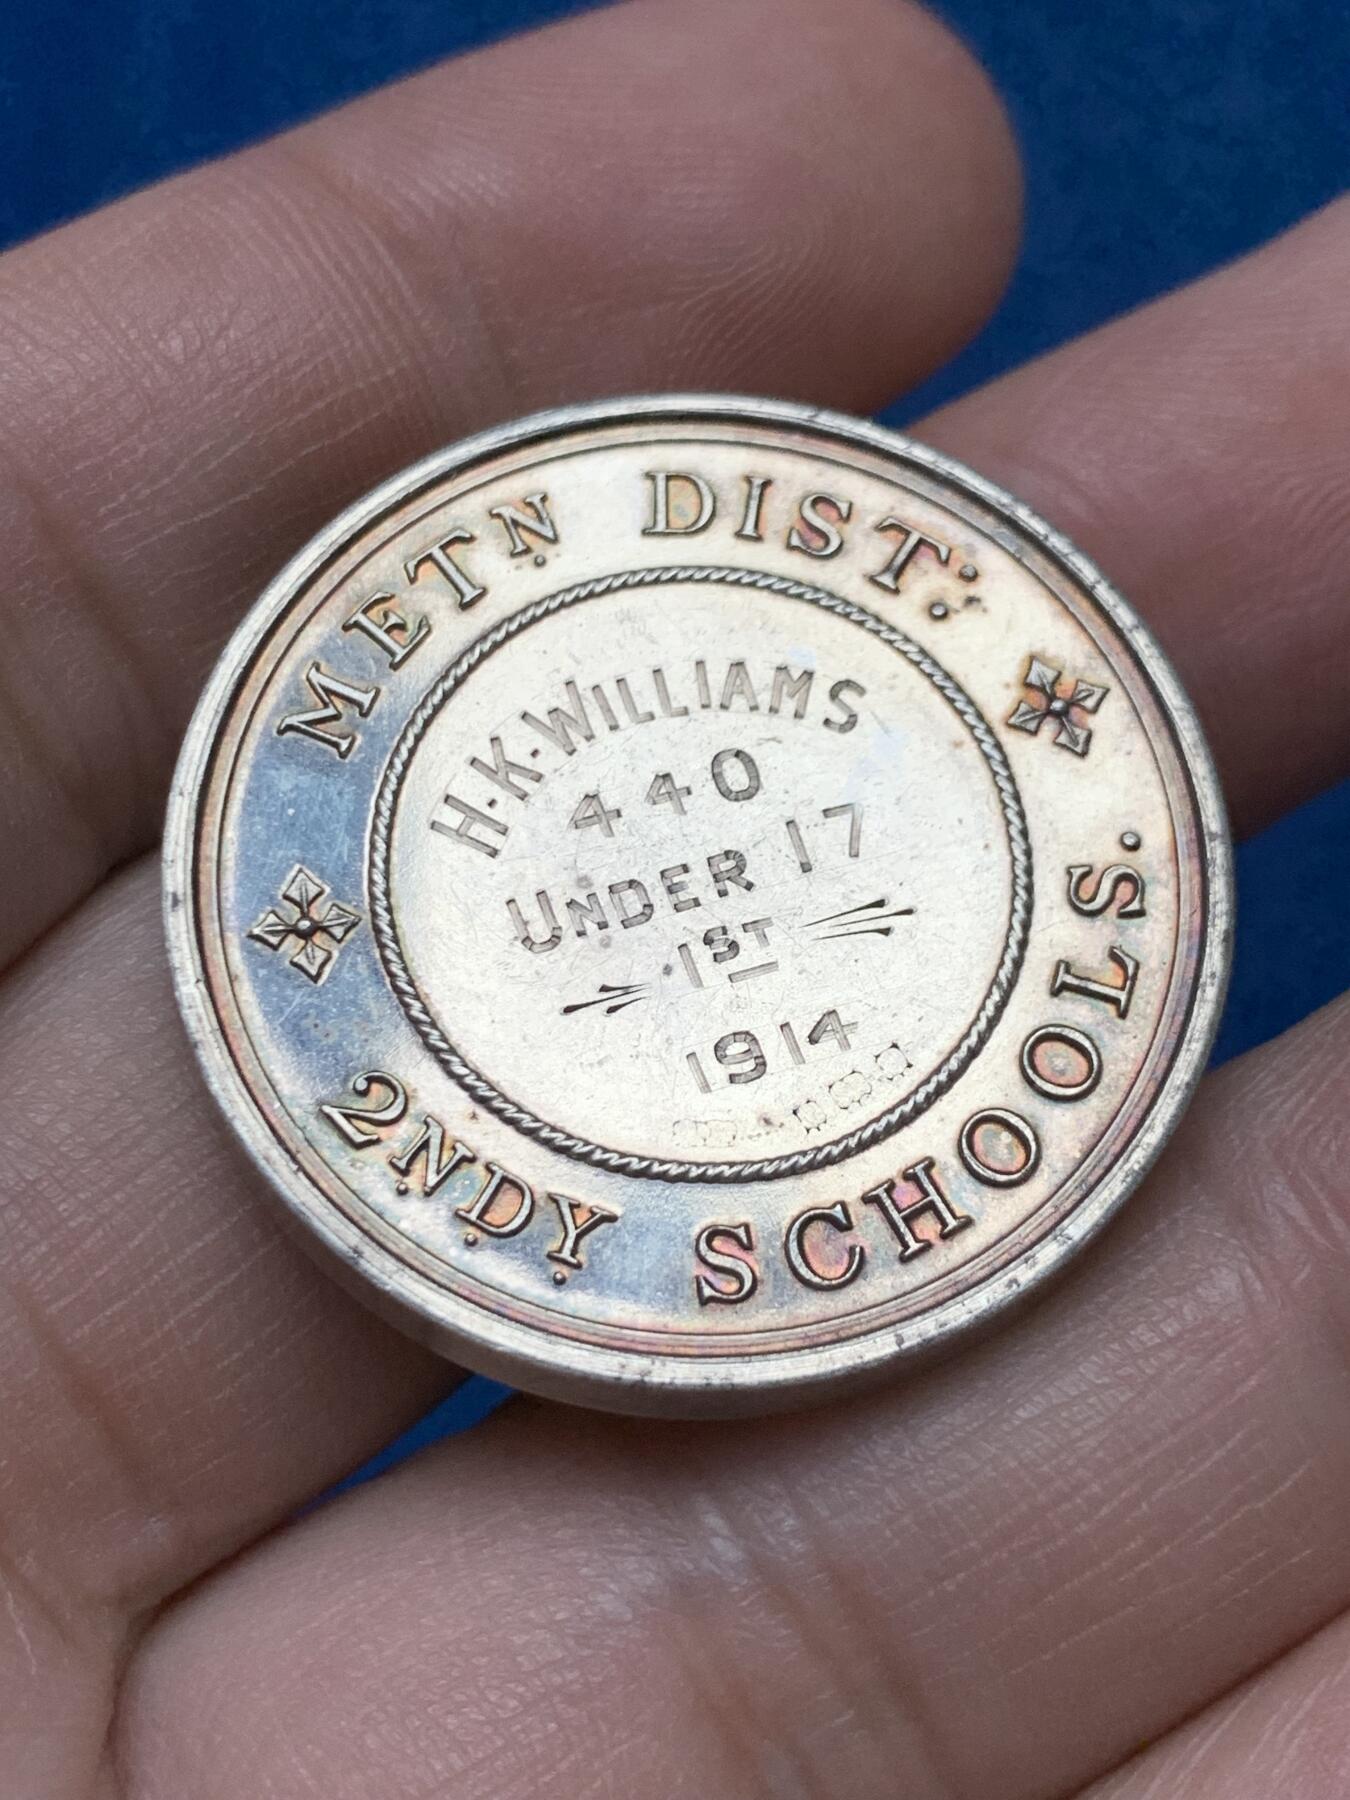 METN. DIST:
H·K·WILLIAMS
440
UNDER 17
1ST
1914
2NDY. SCHOOLS.